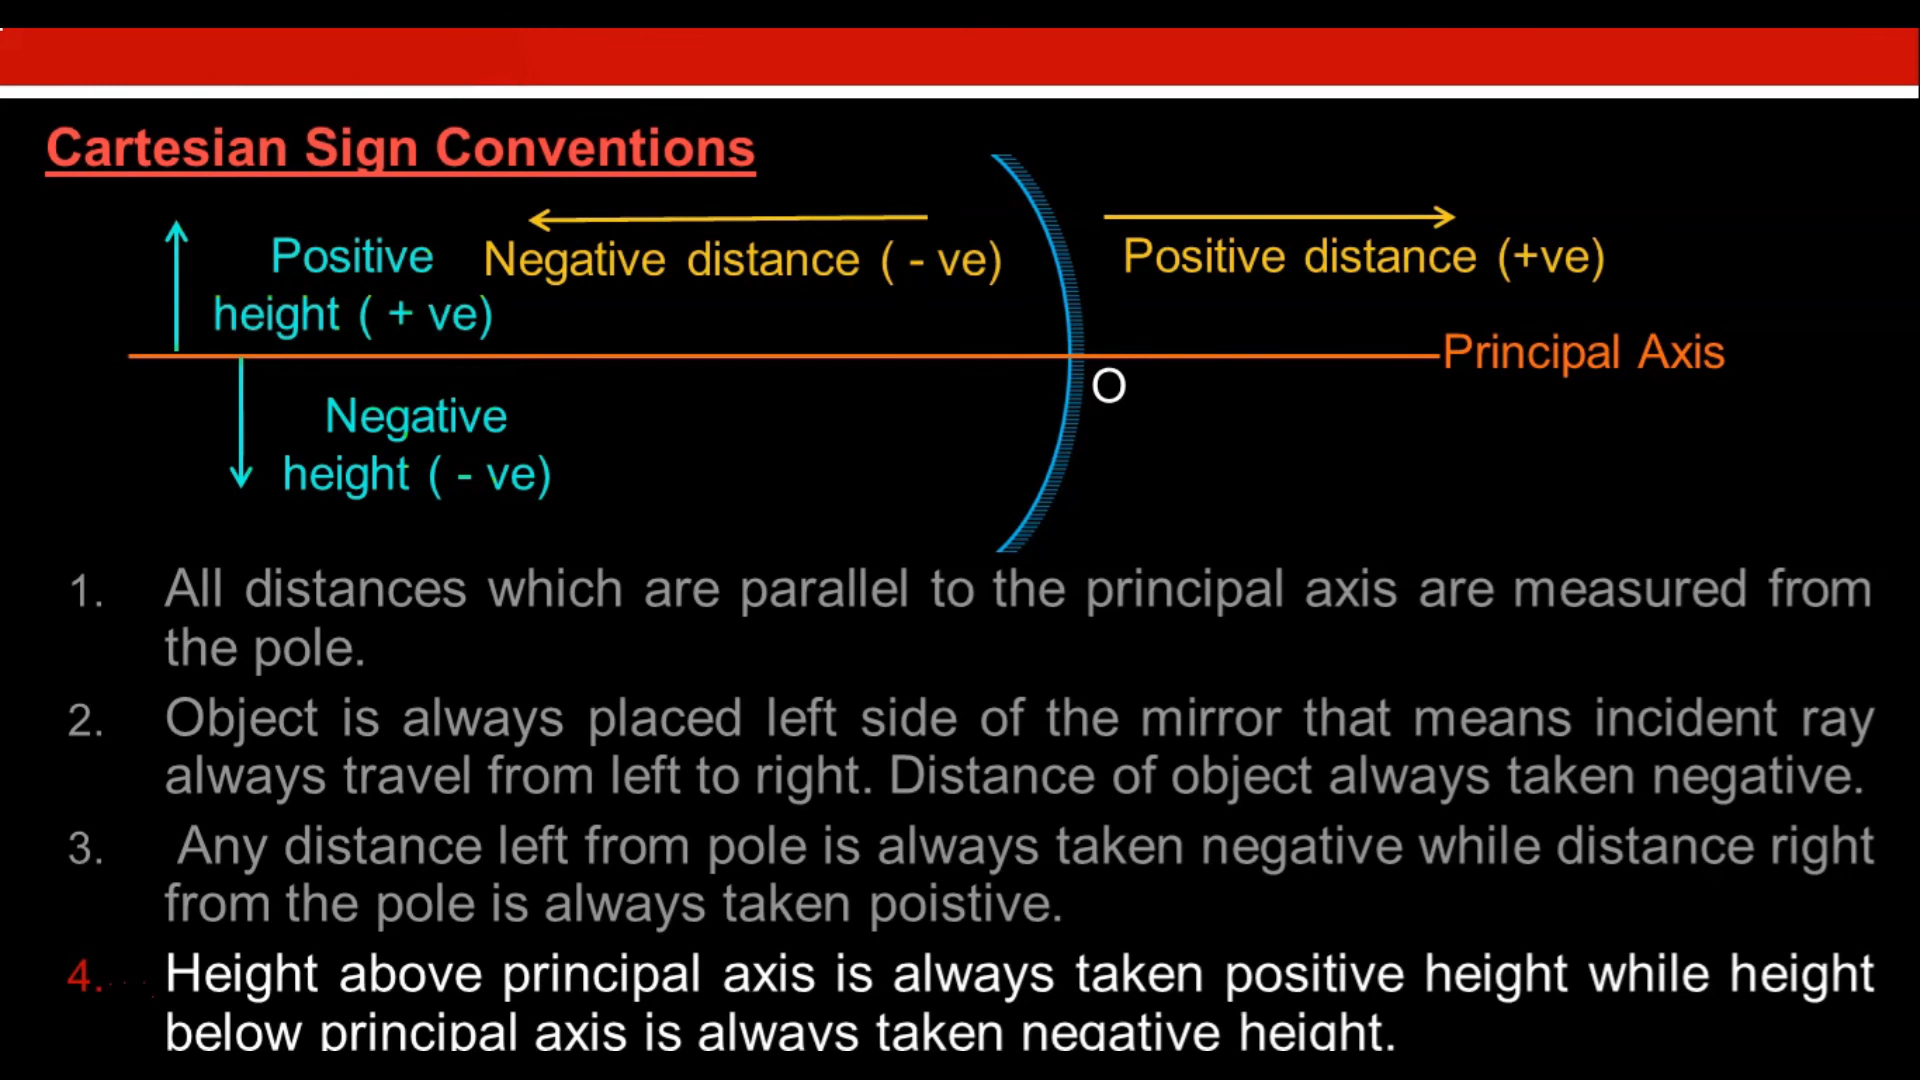 Cartesian Sign Conventions
Positive
height ( + ve)
Negative distance ( - ve)
Positive distance (+ve)
Principal Axis
O
Negative
height ( - ve)
1. All distances which are parallel to the principal axis are measured from
the pole.
2. Object is always placed left side of the mirror that means incident ray
always travel from left to right. Distance of object always taken negative.
3. Any distance left from pole is always taken negative while distance right
from the pole is always taken poistive.
4. Height above principal axis is always taken positive height while height
below principal axis is always taken negative height.